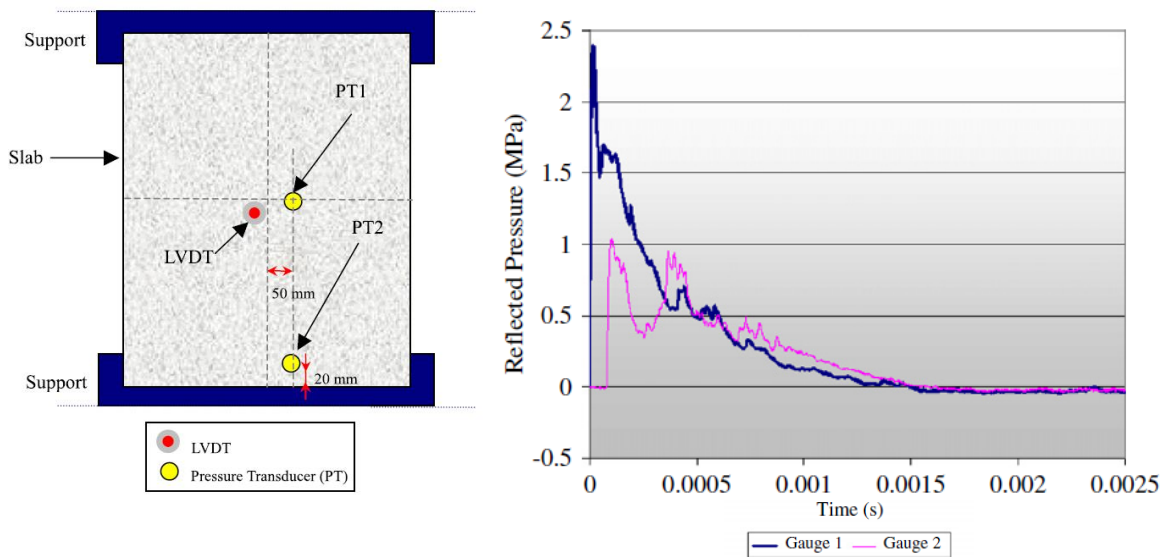 Support
PT1
Slab
PT2
LVDT
50 mm
Support
20 mm
LVDT
Pressure Transducer (PT)
Reflected Pressure (MPa)
2.5
2
1.5
1
0.5
0
-0.5
0 0.0005 0.001 0.0015 0.002 0.0025
Time (s)
Gauge 1 Gauge 2